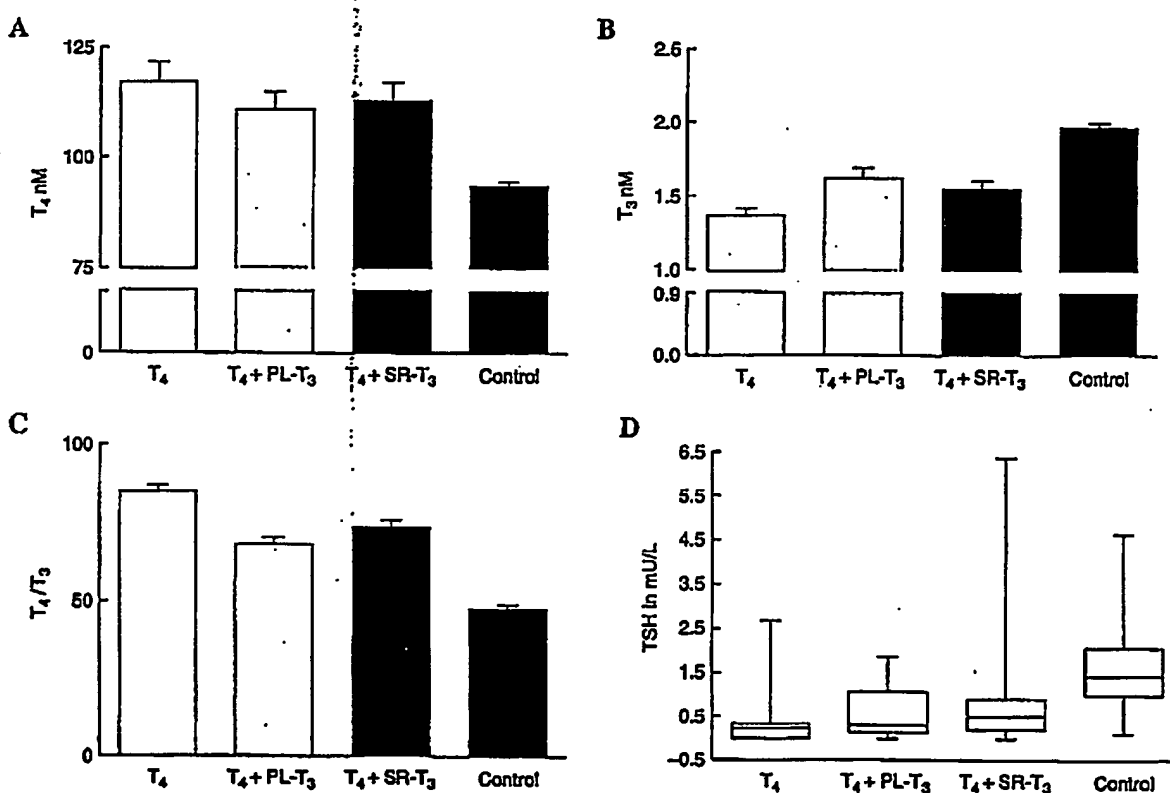 A
125
100
75
0
T₄ nM
T₄ T₄ + PL-T₃ T₄ + SR-T₃ Control
B
2.5
2.0
1.5
1.0
0.9
0.0
T₃ nM
T₄ T₄ + PL-T₃ T₄ + SR-T₃ Control
C
100
50
0
T₄/T₃
T₄ T₄ + PL-T₃ T₄ + SR-T₃ Control
D
6.5
5.5
4.5
3.5
2.5
1.5
0.5
–0.5
TSH in mU/L
T₄ T₄ + PL-T₃ T₄ + SR-T₃ Control